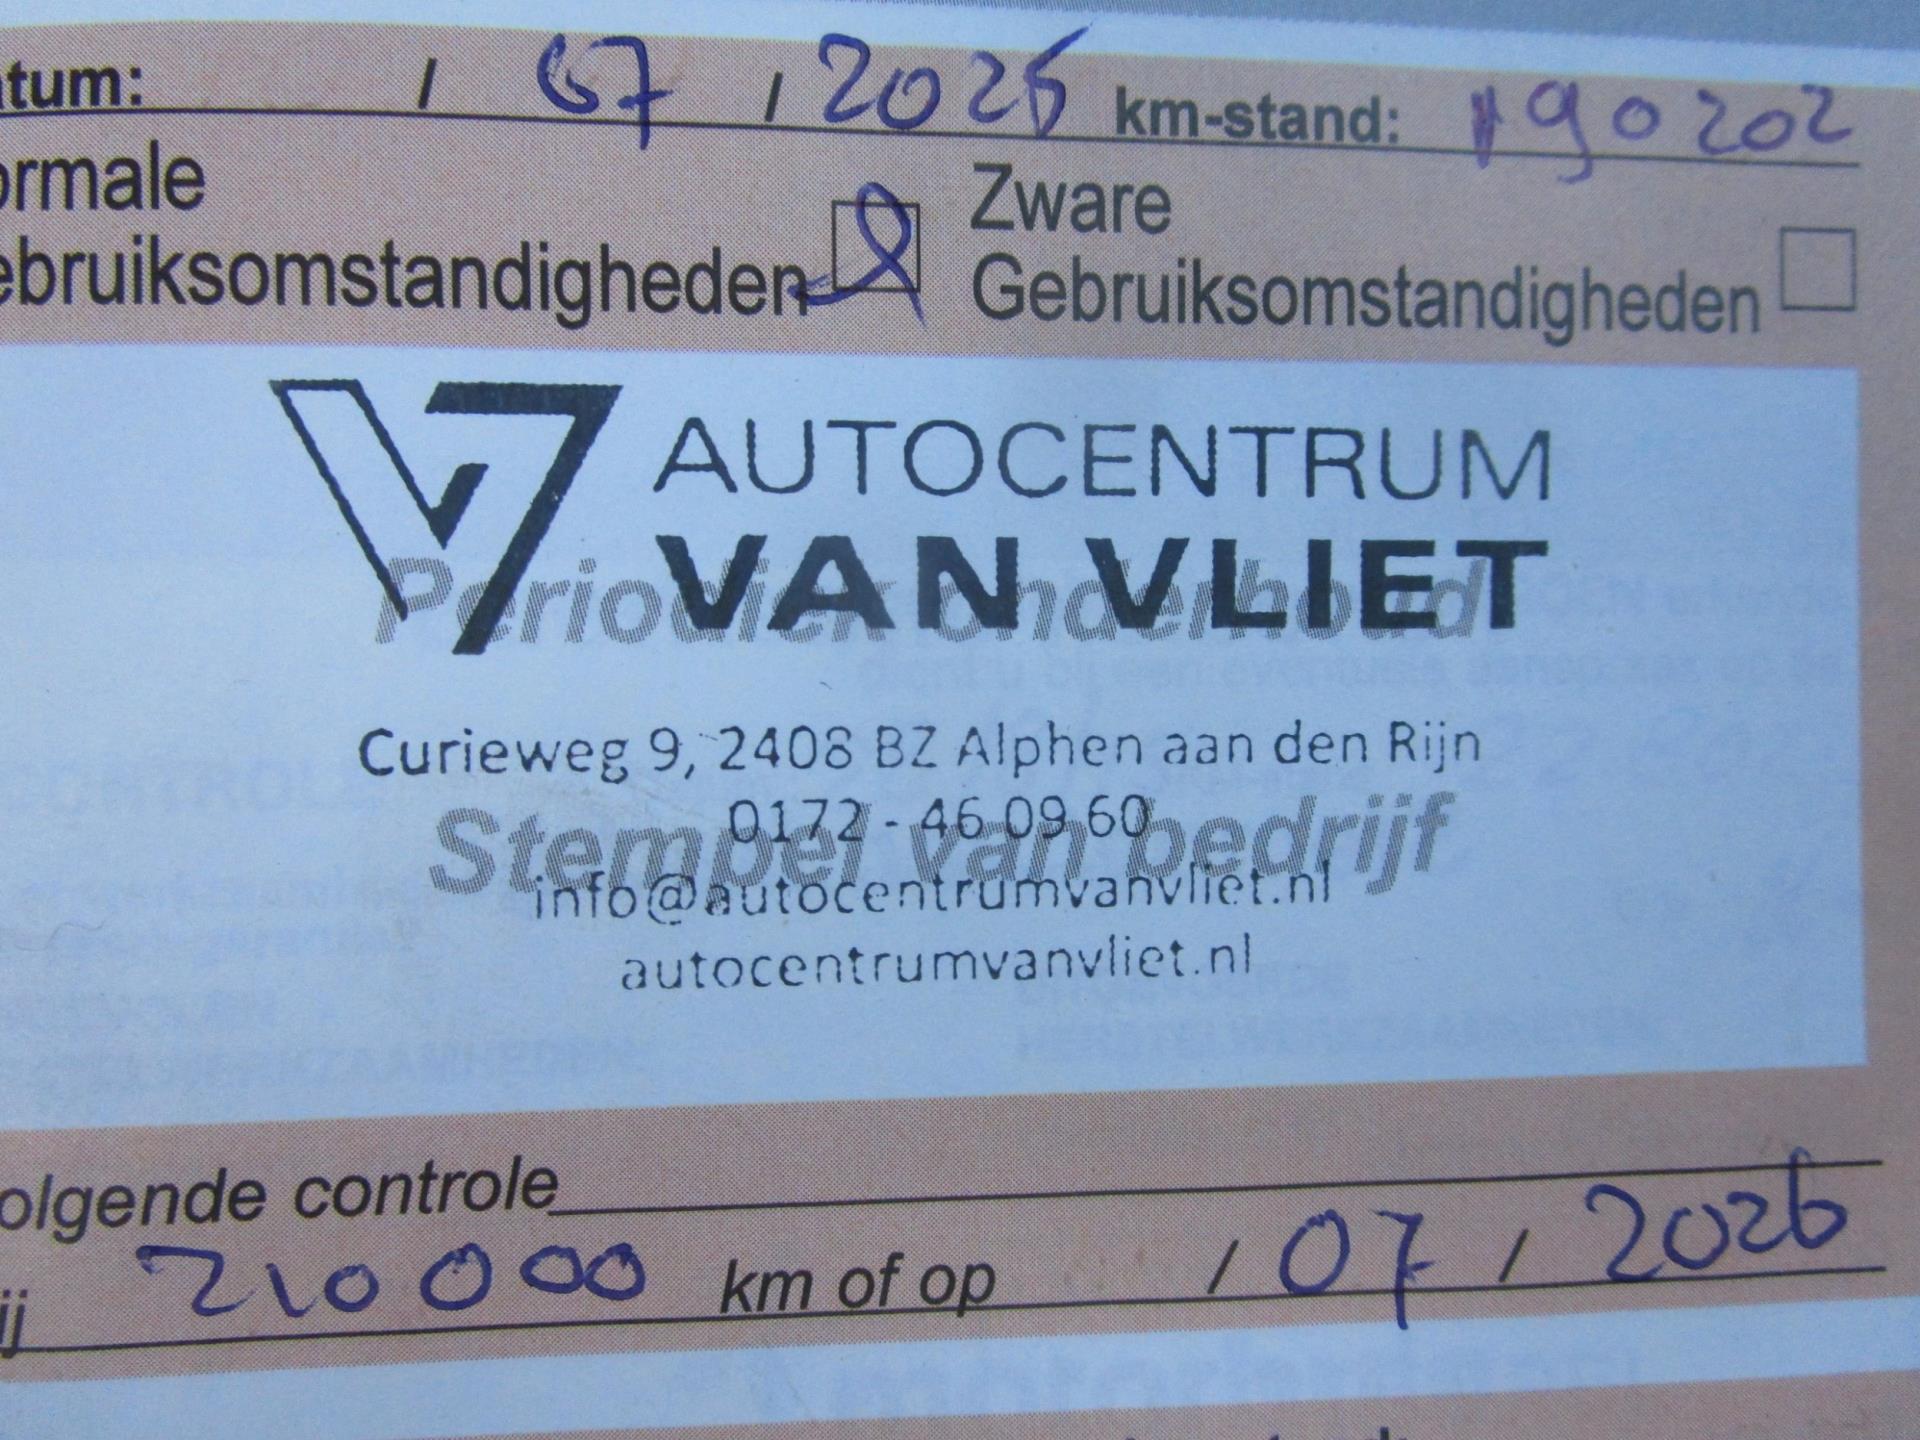 atum: / 07 / 2025 km-stand: 190202
ormale
ebruiksomstandigheden
Zware
Gebruiksomstandigheden
AUTOCENTRUM
VAN VLIET
Periodiek onderhoud
Curieweg 9, 2408 BZ Alphen aan den Rijn
0172 - 46 09 60
Stempel van bedrijf
info@autocentrumvanvliet.nl
autocentrumvanvliet.nl
olgende controle
ij 210000 km of op / 07 / 2026